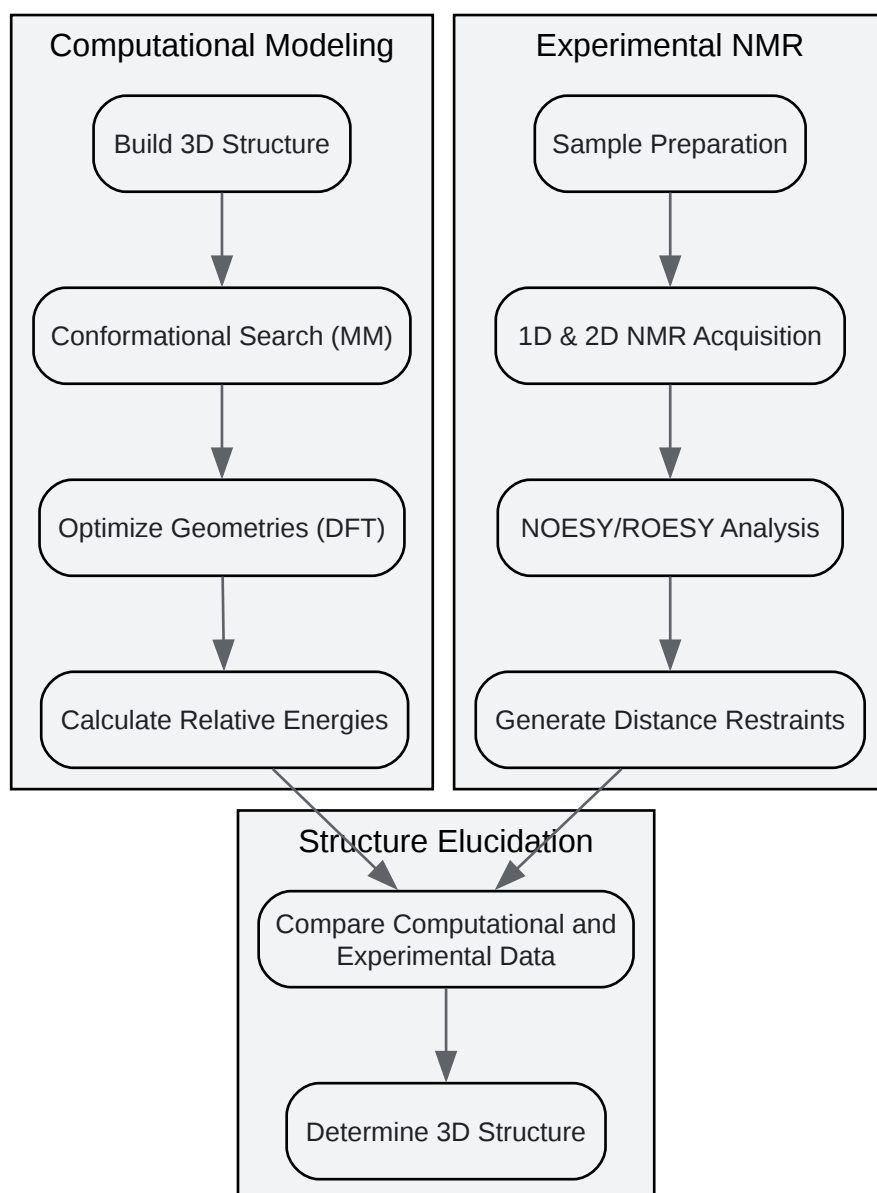 Computational Modeling
Build 3D Structure
Conformational Search (MM)
Optimize Geometries (DFT)
Calculate Relative Energies
Experimental NMR
Sample Preparation
1D & 2D NMR Acquisition
NOESY/ROESY Analysis
Generate Distance Restraints
Structure Elucidation
Compare Computational and
Experimental Data
Determine 3D Structure